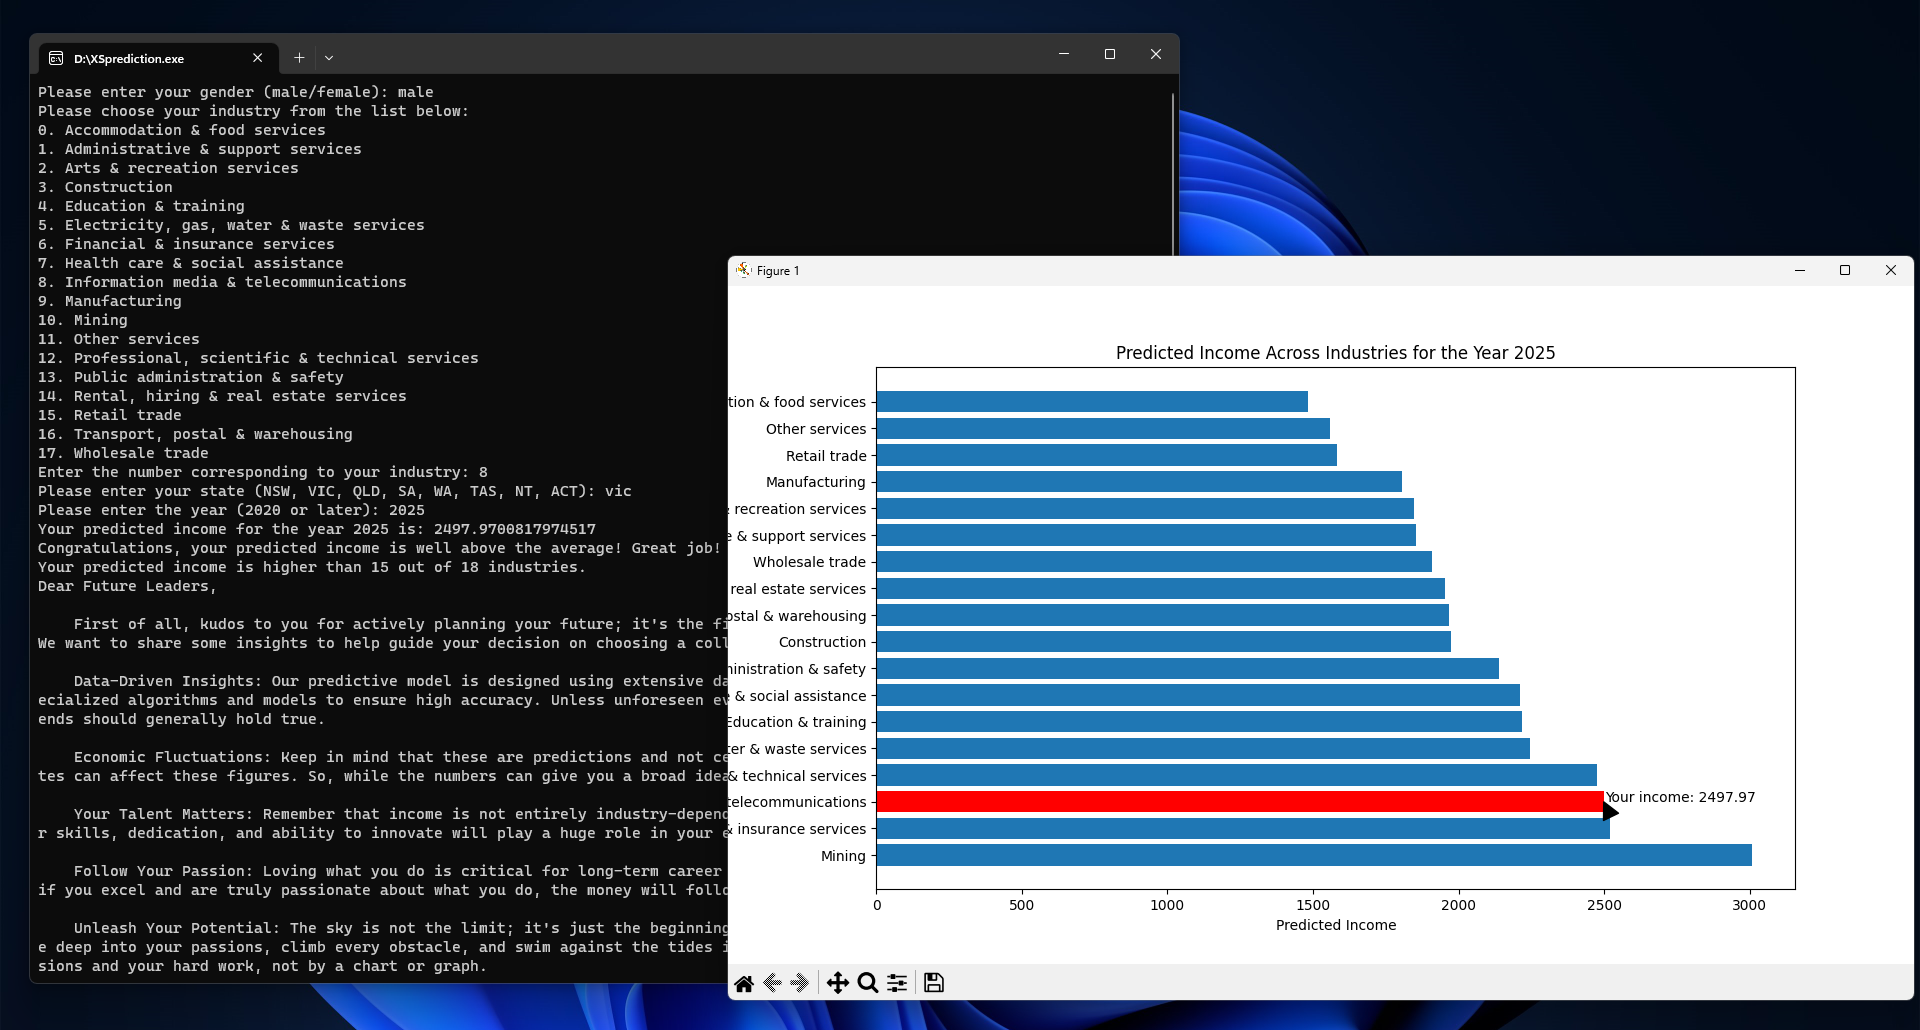 D:\XSprediction.exe
Please enter your gender (male/female): male
Please choose your industry from the list below:
0. Accommodation & food services
1. Administrative & support services
2. Arts & recreation services
3. Construction
4. Education & training
5. Electricity, gas, water & waste services
6. Financial & insurance services
7. Health care & social assistance
8. Information media & telecommunications
9. Manufacturing
10. Mining
11. Other services
12. Professional, scientific & technical services
13. Public administration & safety
14. Rental, hiring & real estate services
15. Retail trade
16. Transport, postal & warehousing
17. Wholesale trade
Enter the number corresponding to your industry: 8
Please enter your state (NSW, VIC, QLD, SA, WA, TAS, NT, ACT): vic
Please enter the year (2020 or later): 2025
Your predicted income for the year 2025 is: 2497.9700817974517
Congratulations, your predicted income is well above the average! Great job!
Your predicted income is higher than 15 out of 18 industries.
Dear Future Leaders,
First of all, kudos to you for actively planning your future; it's the fi
We want to share some insights to help guide your decision on choosing a coll
Data-Driven Insights: Our predictive model is designed using extensive da
ecialized algorithms and models to ensure high accuracy. Unless unforeseen ev
ends should generally hold true.
Economic Fluctuations: Keep in mind that these are predictions and not ce
tes can affect these figures. So, while the numbers can give you a broad idea
Your Talent Matters: Remember that income is not entirely industry-depend
r skills, dedication, and ability to innovate will play a huge role in your e
Follow Your Passion: Loving what you do is critical for long-term career
if you excel and are truly passionate about what you do, the money will follo
Unleash Your Potential: The sky is not the limit; it's just the beginning
e deep into your passions, climb every obstacle, and swim against the tides i
sions and your hard work, not by a chart or graph.
Figure 1
Predicted Income Across Industries for the Year 2025
tion & food services
Other services
Retail trade
Manufacturing
& recreation services
e & support services
Wholesale trade
real estate services
ostal & warehousing
Construction
ministration & safety
e & social assistance
Education & training
ter & waste services
& technical services
telecommunications
Your income: 2497.97
& insurance services
Mining
0 500 1000 1500 2000 2500 3000
Predicted Income